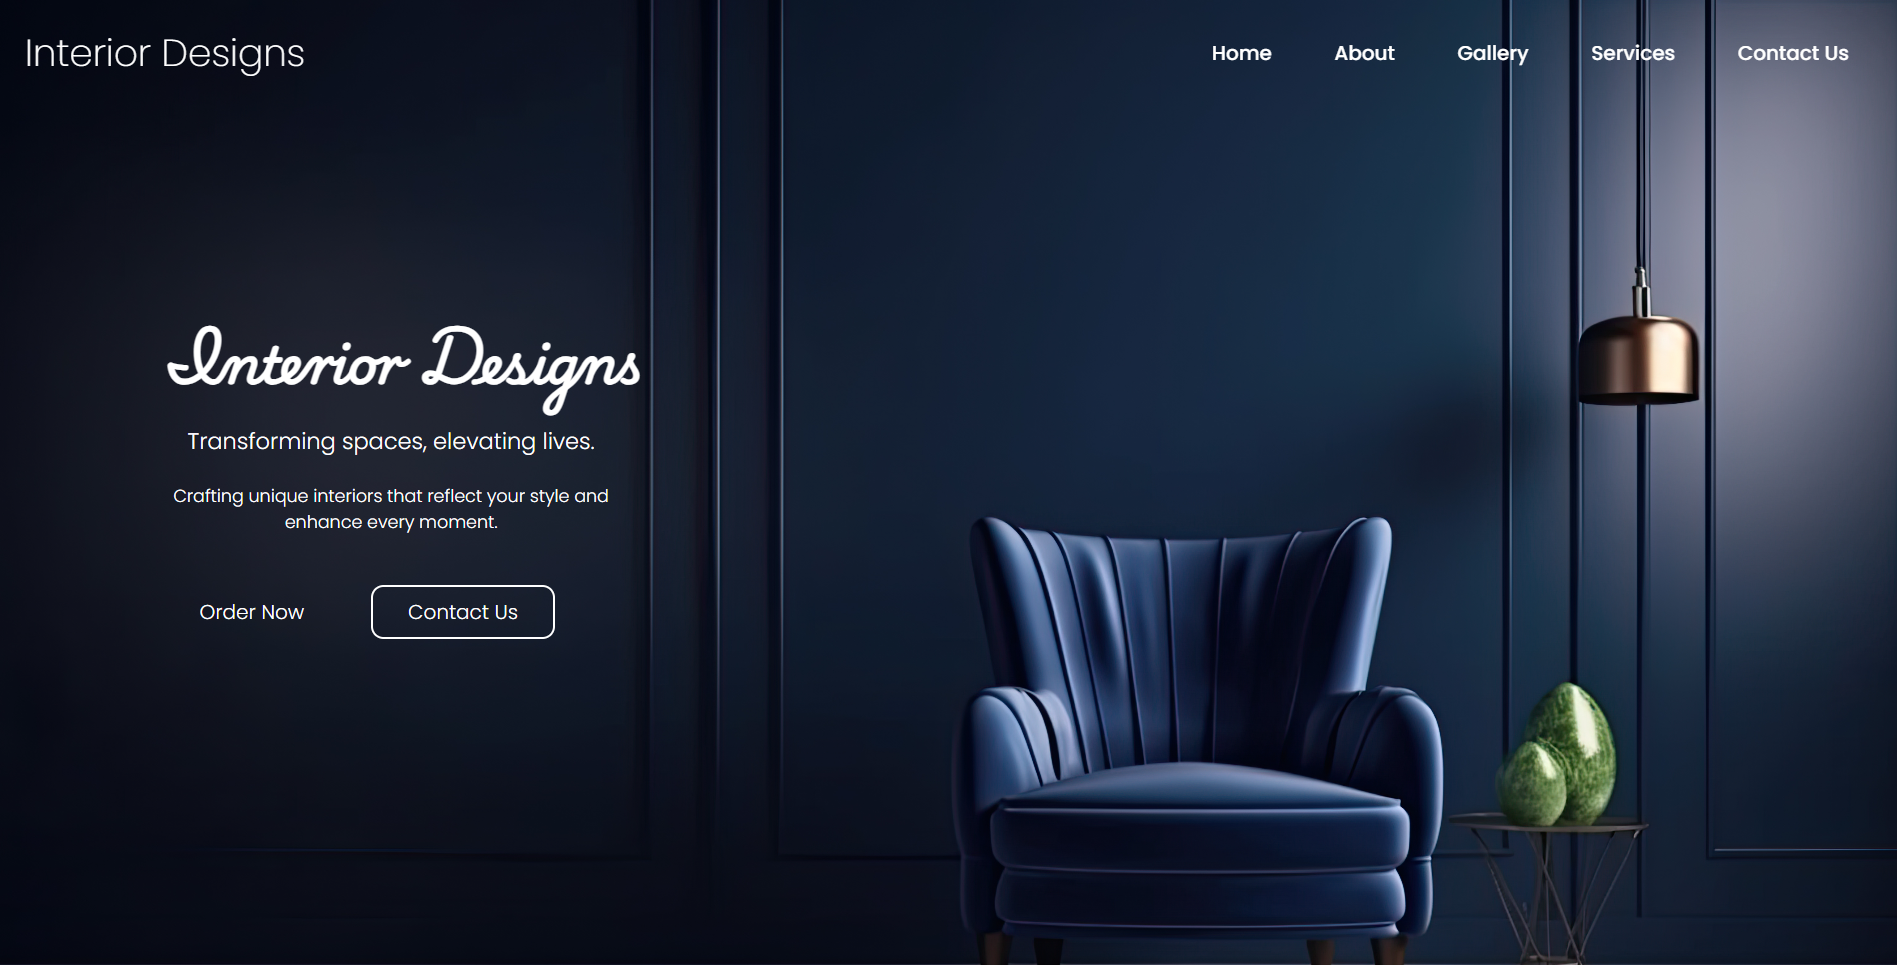 Interior Designs
Home
About
Gallery
Services
Contact Us
Interior Designs
Transforming spaces, elevating lives.
Crafting unique interiors that reflect your style and
enhance every moment.
Order Now
Contact Us